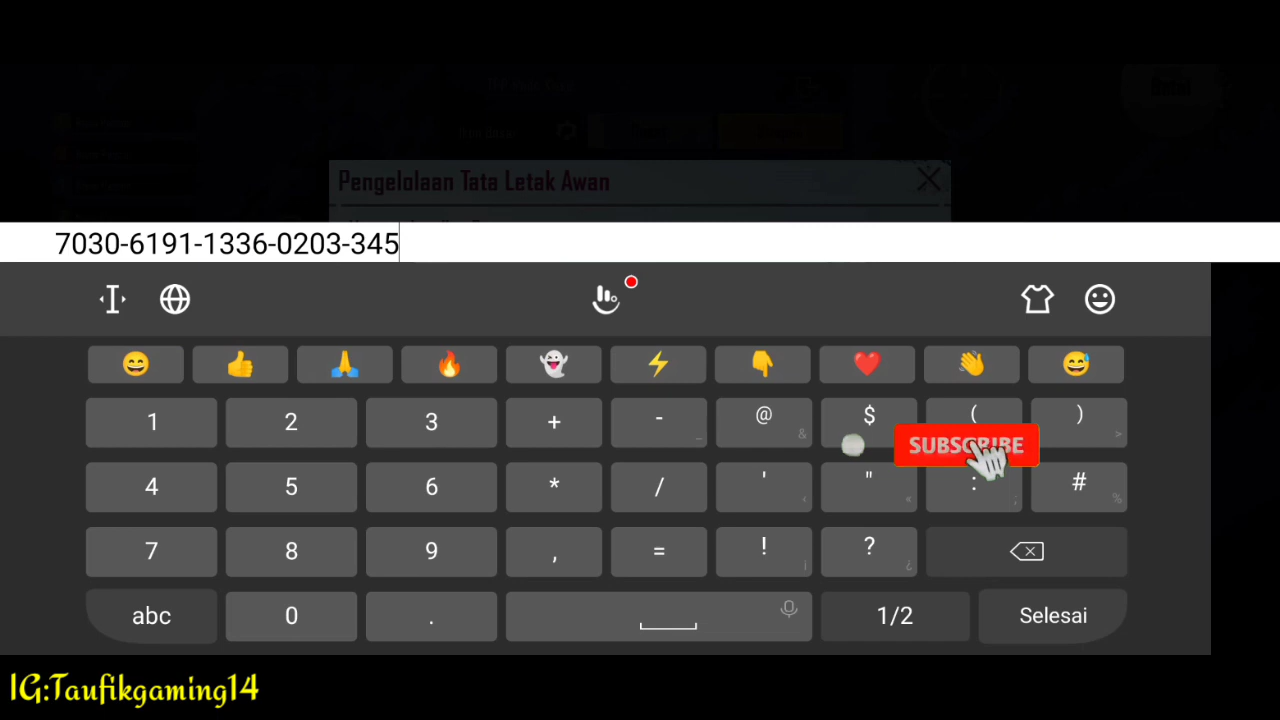 Pengelolaan Tata Letak Awan
7030-6191-1336-0203-345
1 2 3 + - _ @ & $ ( ) >
SUBSCRIBE
4 5 6 * / ' ‹ " « : ; # %
7 8 9 , = ! ¡ ? ¿
abc 0 . 1/2 Selesai
IG:Taufikgaming14